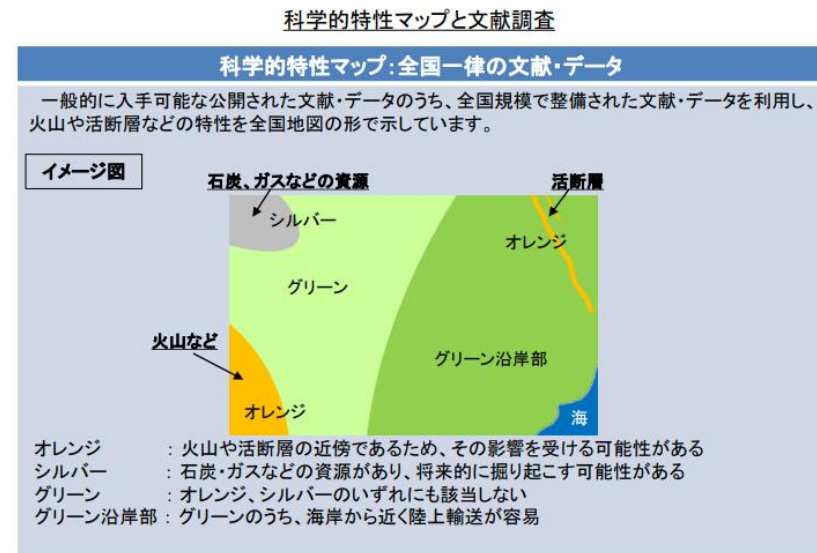 科学的特性マップと文献調査
科学的特性マップ:全国一律の文献・データ
一般的に入手可能な公開された文献・データのうち、全国規模で整備された文献・データを利用し、
火山や活断層などの特性を全国地図の形で示しています。
イメージ図
石炭、ガスなどの資源
活断層
シルバー
オレンジ
グリーン
火山など
グリーン沿岸部
オレンジ
海
オレンジ : 火山や活断層の近傍であるため、その影響を受ける可能性がある
シルバー : 石炭・ガスなどの資源があり、将来的に掘り起こす可能性がある
グリーン : オレンジ、シルバーのいずれにも該当しない
グリーン沿岸部 : グリーンのうち、海岸から近く陸上輸送が容易